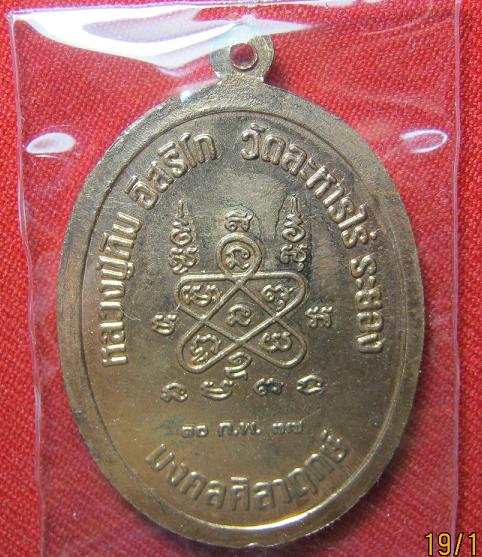 หลวงปู่ทิม อิสริโก วัดละหารไร่ ระยอง
๑๐ ก.พ. ๑๗
มงคลศิลาฤกษ์
19/1